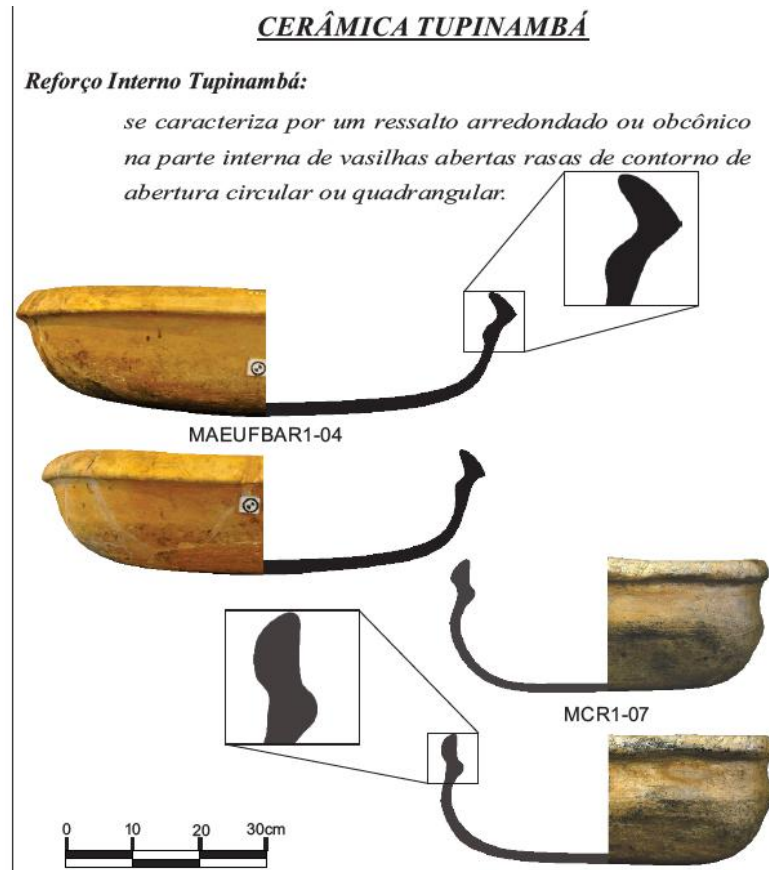 CERÂMICA TUPINAMBÁ
Reforço Interno Tupinambá:
se caracteriza por um ressalto arredondado ou obcônico
na parte interna de vasilhas abertas rasas de contorno de
abertura circular ou quadrangular.
MAEUFBAR1-04
MCR1-07
0 10 20 30cm